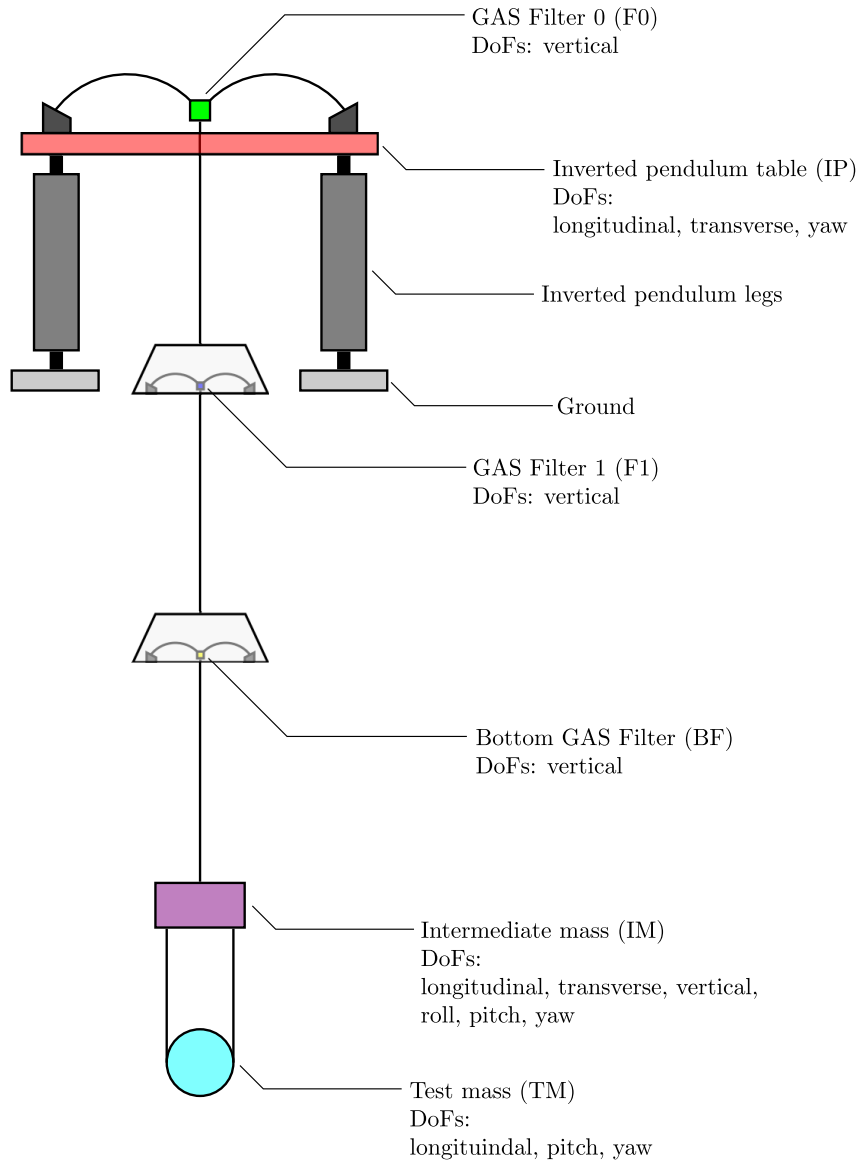 GAS Filter 0 (F0)
DoFs: vertical
Inverted pendulum table (IP)
DoFs:
longitudinal, transverse, yaw
Inverted pendulum legs
Ground
GAS Filter 1 (F1)
DoFs: vertical
Bottom GAS Filter (BF)
DoFs: vertical
Intermediate mass (IM)
DoFs:
longitudinal, transverse, vertical,
roll, pitch, yaw
Test mass (TM)
DoFs:
longituindal, pitch, yaw